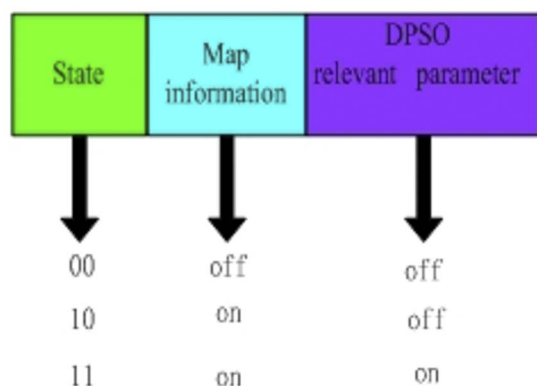 State
Map
information
DPSO
relevant parameter
00 off off
10 on off
11 on on